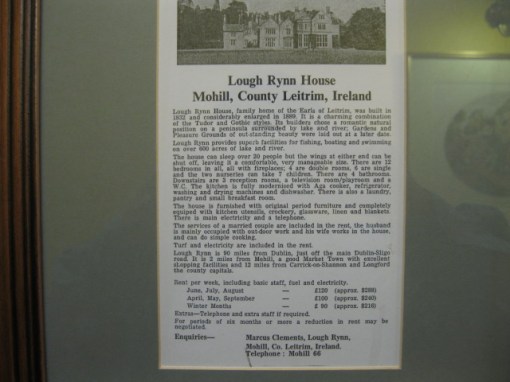 Lough Rynn House
Mohill, County Leitrim, Ireland
Lough Rynn House, family home of the Earls of Leitrim, was built in
1832 and considerably enlarged in 1889. It is a charming combination
of the Tudor and Gothic styles. Its builders chose a romantic natural
position on a peninsula surrounded by lake and river; Gardens and
Pleasure Grounds of out-standing beauty were laid out at a later date.
Lough Rynn provides superb facilities for fishing, boating and swimming
on over 600 acres of lake and river.
The house can sleep over 20 people but the wings at either end can be
shut off, leaving it a comfortable, very manageable size. There are 12
bedrooms in all, all with fireplaces; 4 are double rooms, 6 are single
and the two nurseries can take 7 children. There are 4 bathrooms.
Downstairs are 3 reception rooms, a television room/playroom and a
W.C. The kitchen is fully modernised with Aga cooker, refrigerator,
washing and drying machines and dishwasher. There is also a laundry,
pantry and small breakfast room.
The house is furnished with original period furniture and completely
equiped with kitchen utensils, crockery, glassware, linen and blankets.
There is main electricity and a telephone.
The services of a married couple are included in the rent, the husband
is mainly occupied with out-door work and his wife works in the house,
and can do simple cooking.
Turf and electricity are included in the rent.
Lough Rynn is 90 miles from Dublin, just off the main Dublin-Sligo
road. It is 3 miles from Mohill, a good Market Town with excellent
shopping facilities and 12 miles from Carrick-on-Shannon and Longford
the county capitals.
Rent per week, including basic staff, fuel and electricity.
June, July, August — £120 (approx. $288)
April, May, September — £100 (approx. $240)
Winter Months — £ 90 (approx. $216)
Extras—Telephone and extra staff if required.
For periods of six months or more a reduction in rent may be
negotiated.
Enquiries— Marcus Clements, Lough Rynn,
Mohill, Co. Leitrim, Ireland.
Telephone : Mohill 66